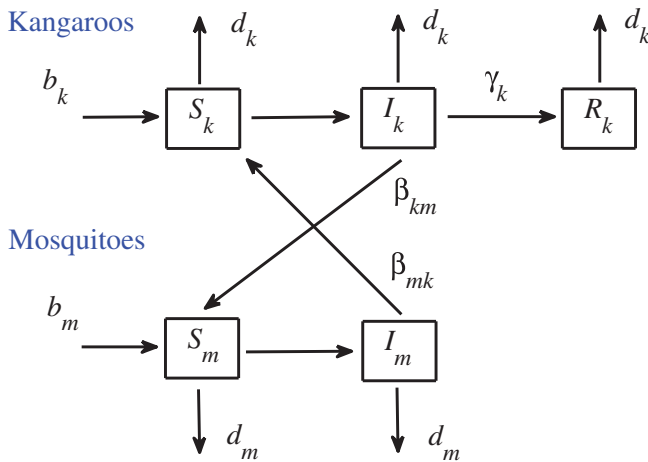 Kangaroos
d_k d_k d_k
b_k
γ_k
S_k I_k R_k
β_km
Mosquitoes
β_mk
b_m
S_m I_m
d_m d_m